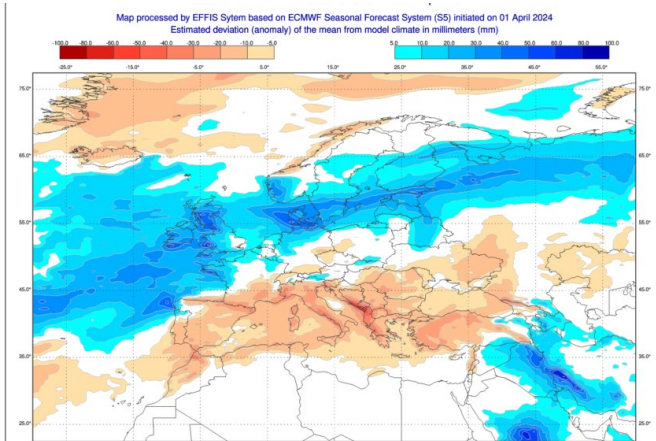 Map processed by EFFIS Sytem based on ECMWF Seasonal Forecast System (S5) initiated on 01 April 2024
Estimated deviation (anomaly) of the mean from model climate in millimeters (mm)
-100.0 -60.0 -50.0 -40.0 -30.0 -20.0 -10.0 -5.0 5.0 10.0 20.0 30.0 40.0 50.0 60.0 100.0
-25.0° -15.0° -5.0° 5.0° 15.0° 25.0° 35.0° 45.0° 55.0°
75.0° 75.0°
65.0° 65.0°
55.0° 55.0°
45.0° 45.0°
35.0° 35.0°
25.0° 25.0°